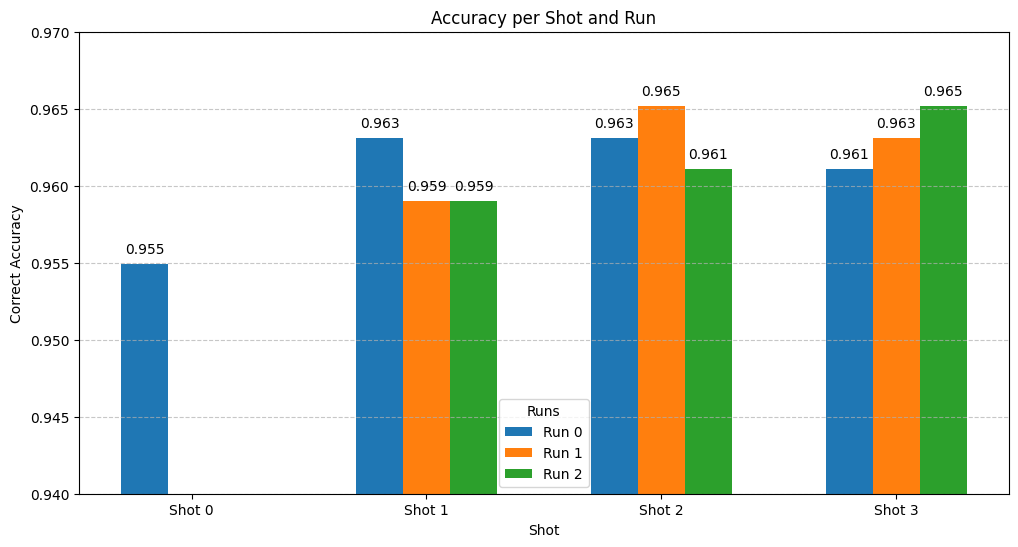 Accuracy per Shot and Run
Correct Accuracy
0.970
0.965
0.960
0.955
0.950
0.945
0.940
0.955
0.963
0.959
0.959
0.963
0.965
0.961
0.961
0.963
0.965
Runs
Run 0
Run 1
Run 2
Shot 0
Shot 1
Shot 2
Shot 3
Shot